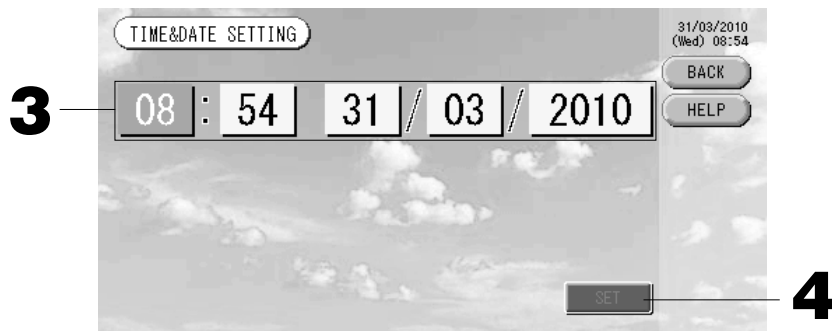 TIME&DATE SETTING
31/03/2010
(Wed) 08:54
BACK
3
08 : 54 31 / 03 / 2010
HELP
SET
4